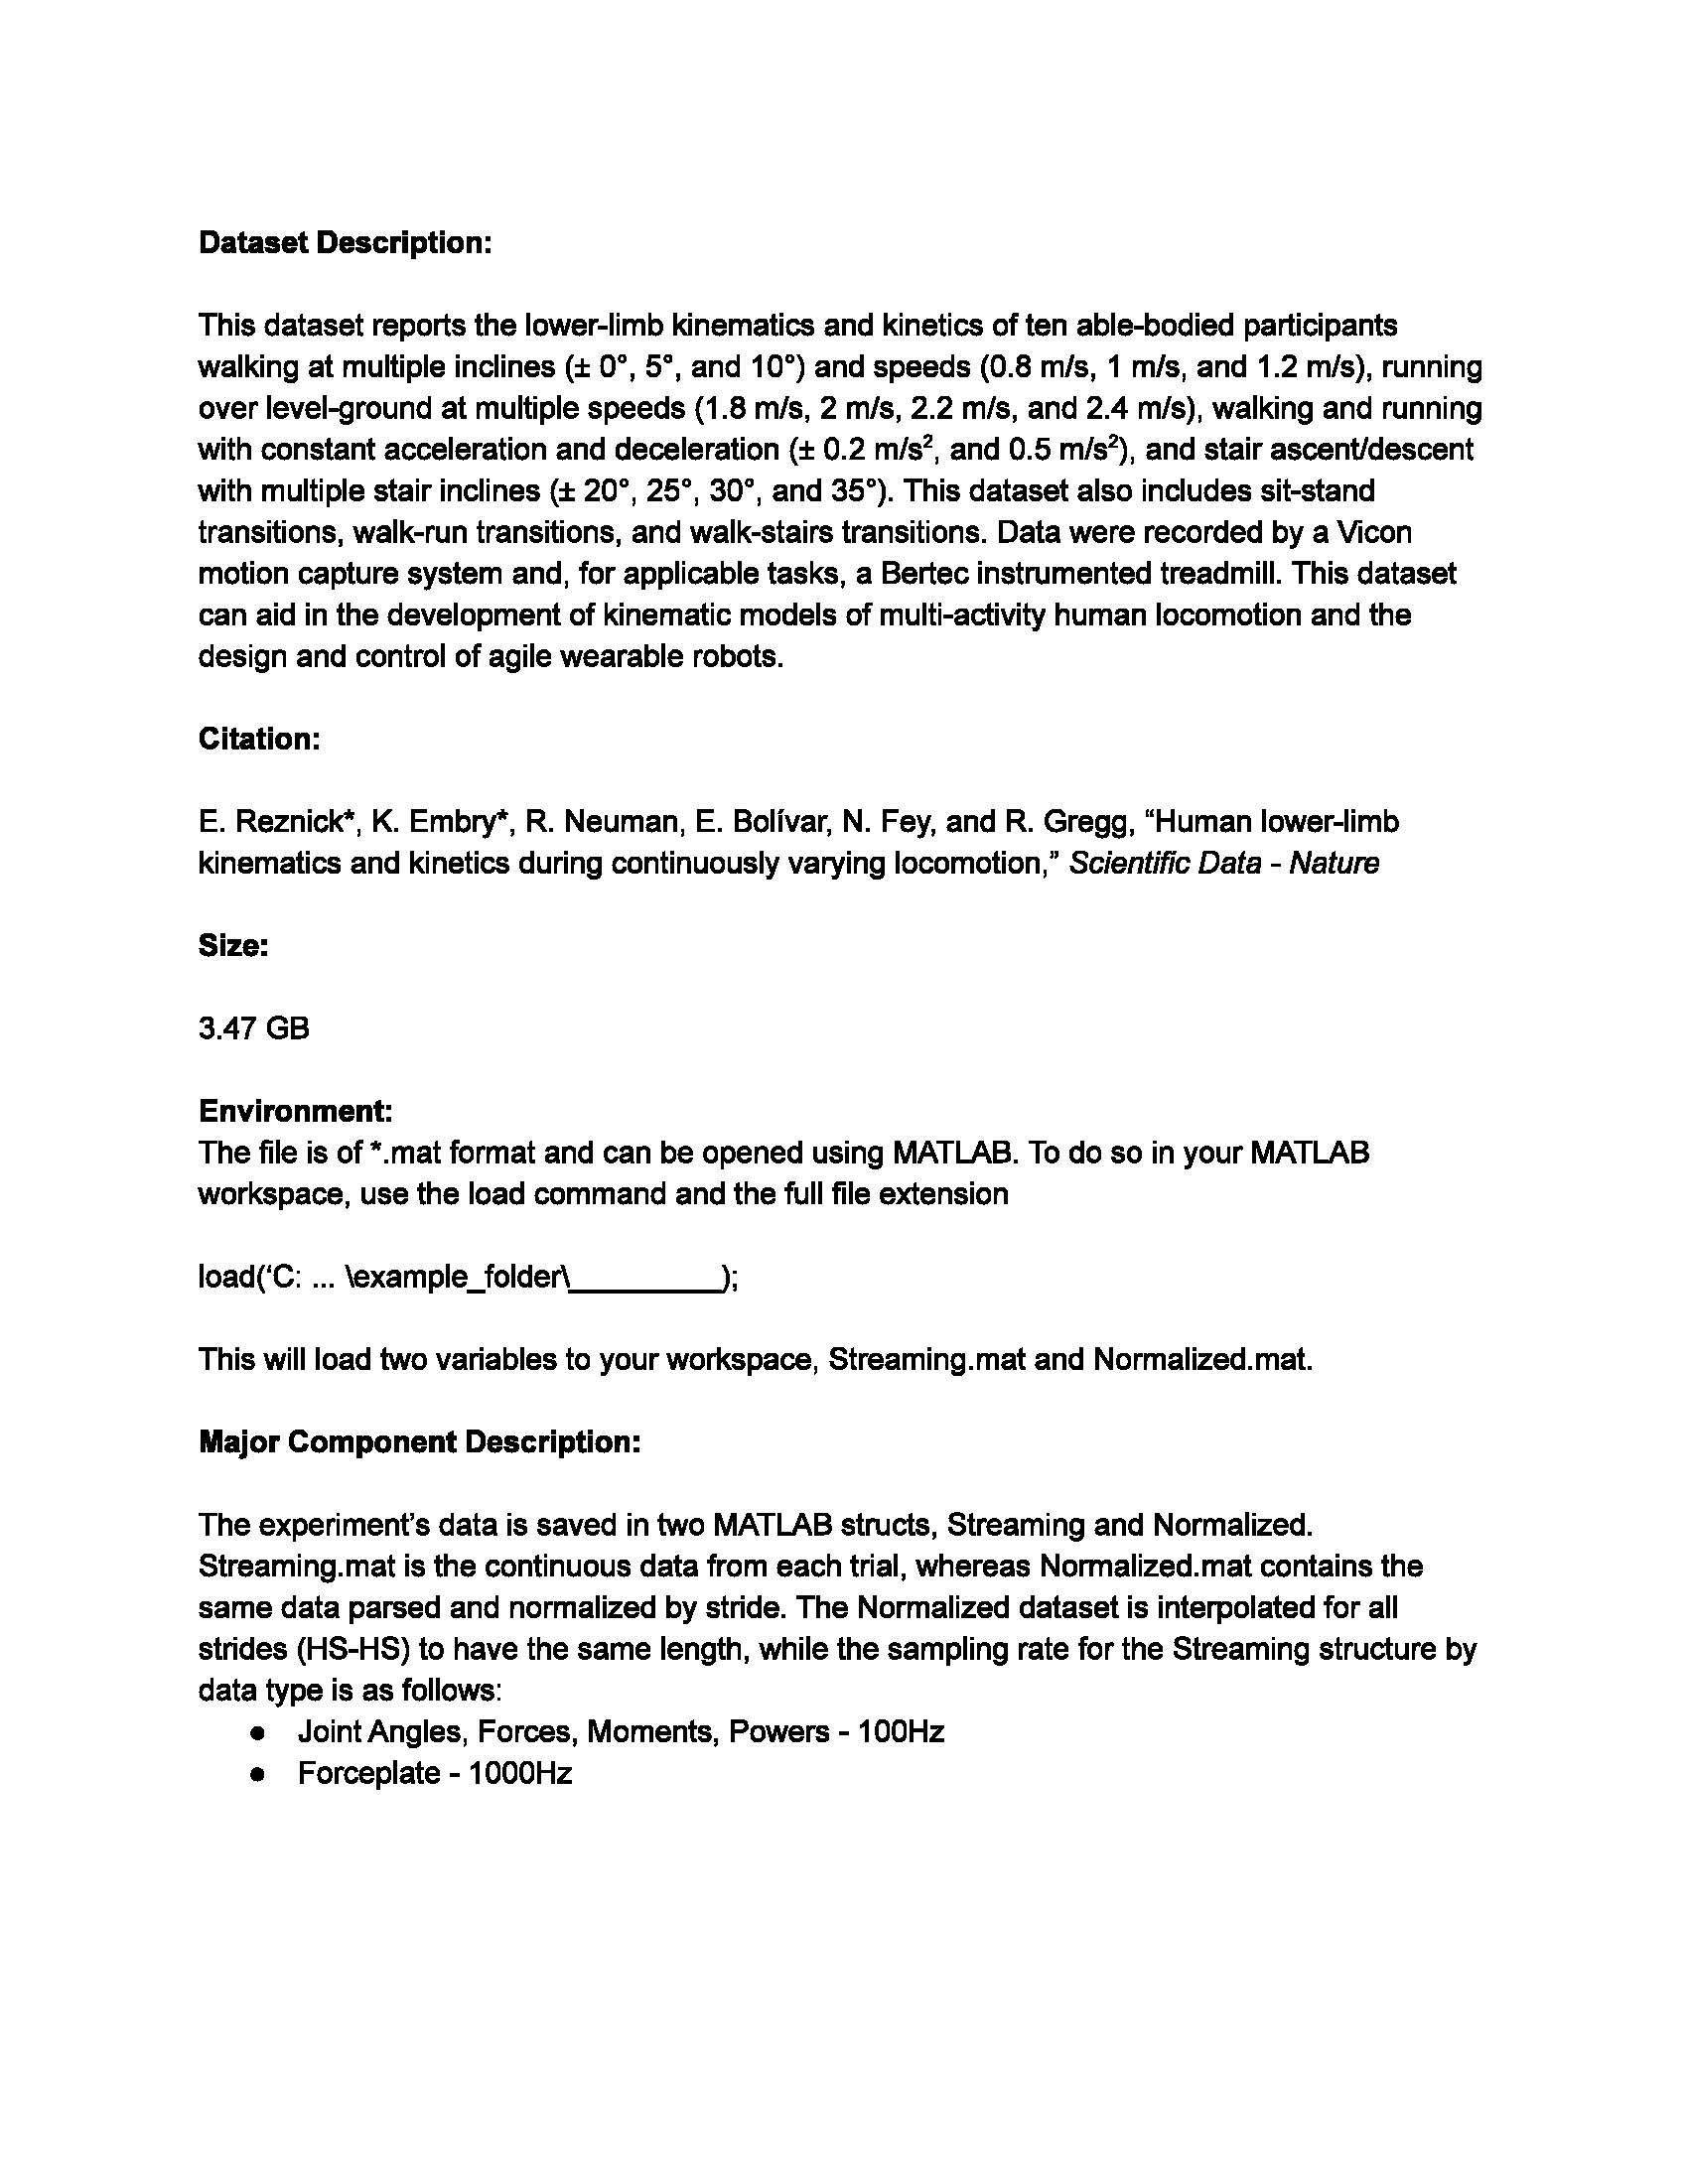 Dataset Description:
This dataset reports the lower-limb kinematics and kinetics of ten able-bodied participants
walking at multiple inclines (± 0°, 5°, and 10°) and speeds (0.8 m/s, 1 m/s, and 1.2 m/s), running
over level-ground at multiple speeds (1.8 m/s, 2 m/s, 2.2 m/s, and 2.4 m/s), walking and running
with constant acceleration and deceleration (± 0.2 m/s², and 0.5 m/s²), and stair ascent/descent
with multiple stair inclines (± 20°, 25°, 30°, and 35°). This dataset also includes sit-stand
transitions, walk-run transitions, and walk-stairs transitions. Data were recorded by a Vicon
motion capture system and, for applicable tasks, a Bertec instrumented treadmill. This dataset
can aid in the development of kinematic models of multi-activity human locomotion and the
design and control of agile wearable robots.
Citation:
E. Reznick*, K. Embry*, R. Neuman, E. Bolívar, N. Fey, and R. Gregg, “Human lower-limb
kinematics and kinetics during continuously varying locomotion,” Scientific Data - Nature
Size:
3.47 GB
Environment:
The file is of *.mat format and can be opened using MATLAB. To do so in your MATLAB
workspace, use the load command and the full file extension
load(‘C: ... \example_folder\_________);
This will load two variables to your workspace, Streaming.mat and Normalized.mat.
Major Component Description:
The experiment’s data is saved in two MATLAB structs, Streaming and Normalized.
Streaming.mat is the continuous data from each trial, whereas Normalized.mat contains the
same data parsed and normalized by stride. The Normalized dataset is interpolated for all
strides (HS-HS) to have the same length, while the sampling rate for the Streaming structure by
data type is as follows:
● Joint Angles, Forces, Moments, Powers - 100Hz
● Forceplate - 1000Hz